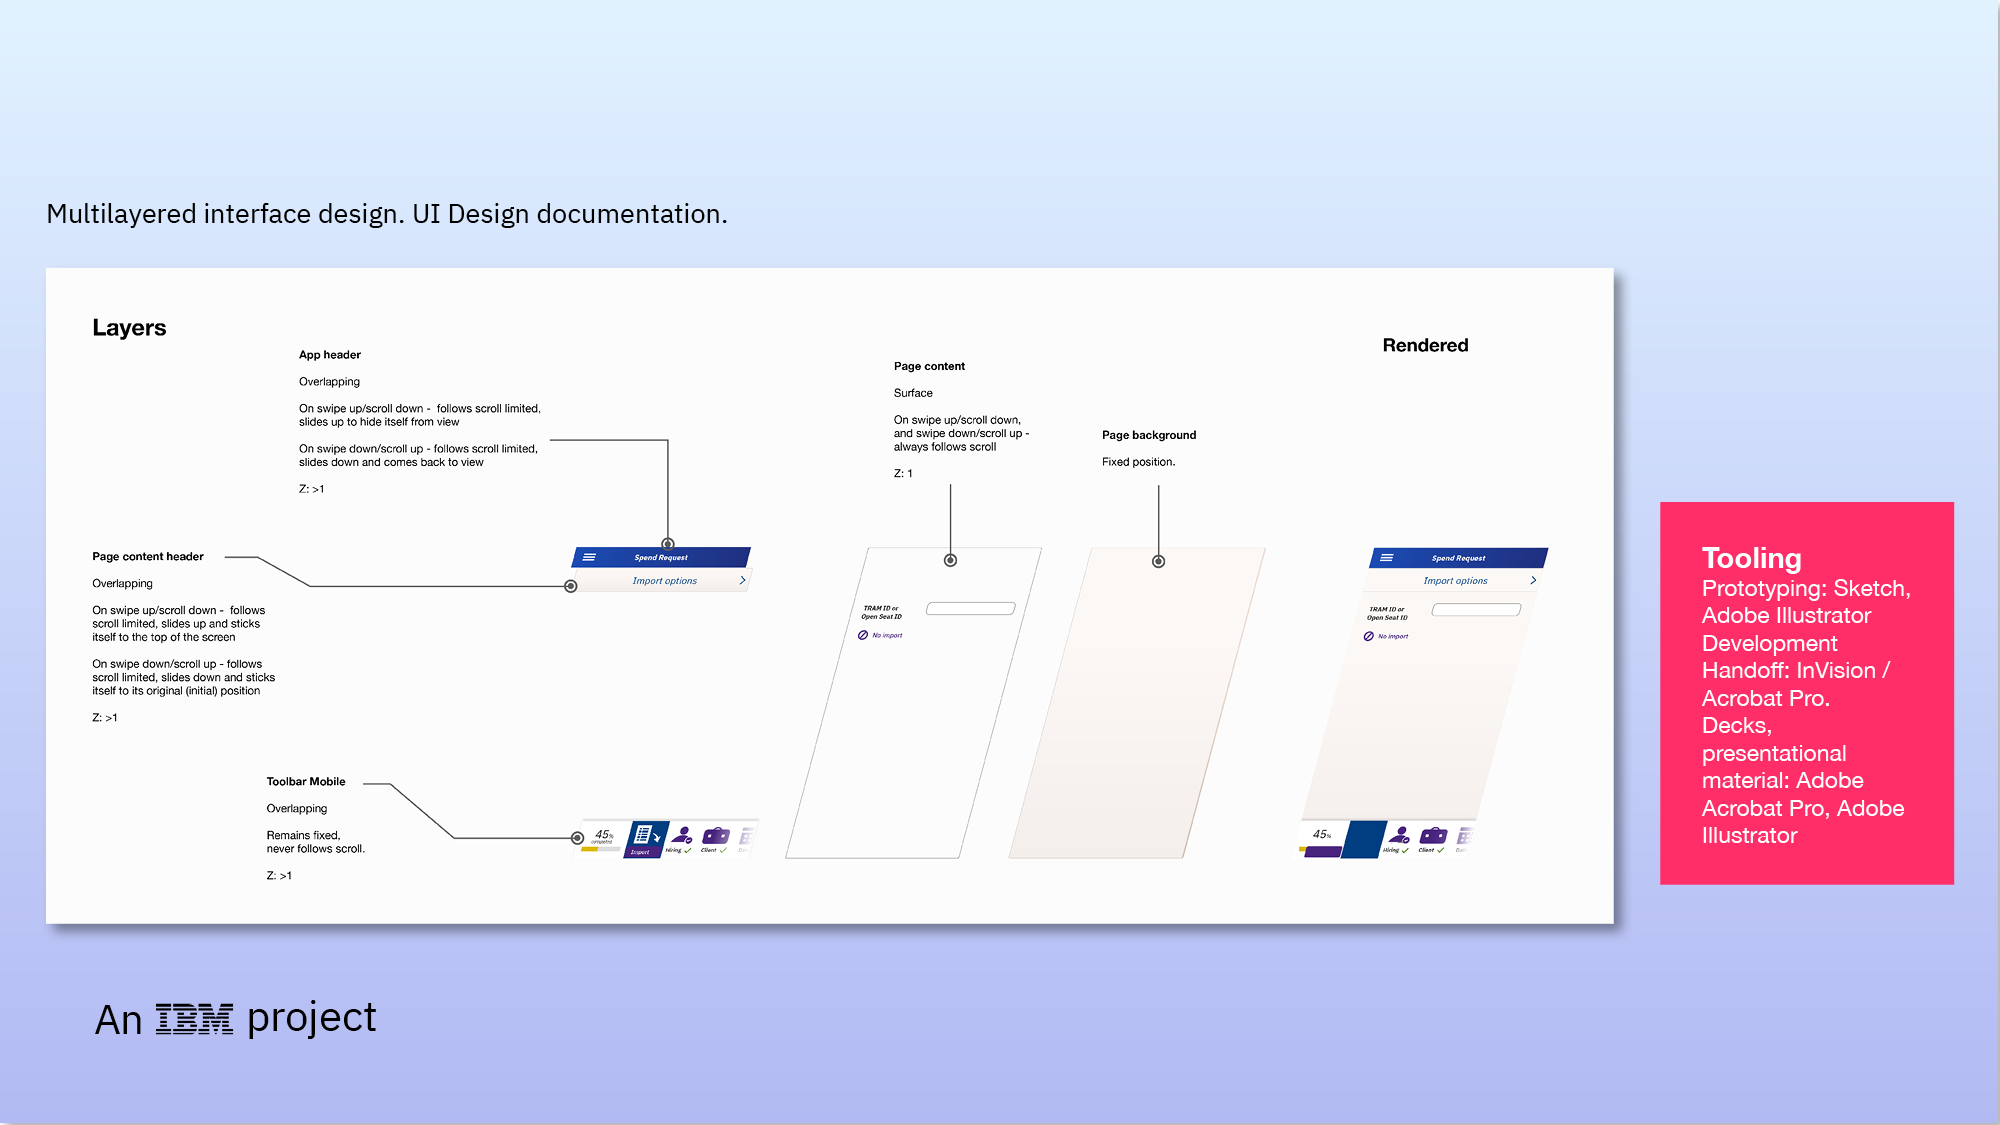 Multilayered interface design. UI Design documentation.
Layers
App header
Overlapping
On swipe up/scroll down -  follows scroll limited,
slides up to hide itself from view
On swipe down/scroll up - follows scroll limited,
slides down and comes back to view
Z: >1
Page content header
Overlapping
On swipe up/scroll down -  follows
scroll limited, slides up and sticks
itself to the top of the screen
On swipe down/scroll up - follows
scroll limited, slides down and sticks
itself to its original (initial) position
Z: >1
Toolbar Mobile
Overlapping
Remains fixed,
never follows scroll.
Z: >1
Spend Request
Import options
45%
completed
Import
Hiring
Client
Page content
Surface
On swipe up/scroll down,
and swipe down/scroll up -
always follows scroll
Z: 1
TRAM ID or
Open Seat ID
No import
Page background
Fixed position.
Rendered
Spend Request
Import options
TRAM ID or
Open Seat ID
No import
45%
Hiring
Client
Tooling
Prototyping: Sketch,
Adobe Illustrator
Development
Handoff: InVision /
Acrobat Pro.
Decks,
presentational
material: Adobe
Acrobat Pro, Adobe
Illustrator
An IBM project